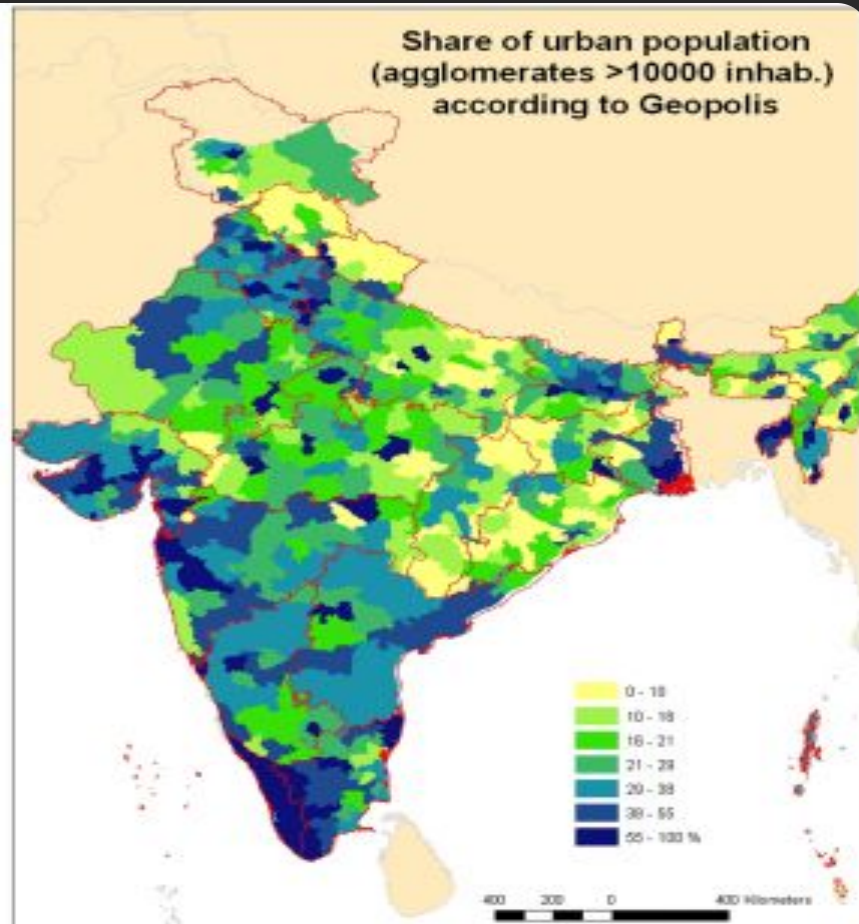 Share of urban population
(agglomerates >10000 inhab.)
according to Geopolis
0 - 10
10 - 16
16 - 21
21 - 29
29 - 38
38 - 55
55 - 100 %
400 200 0 400 Kilometers